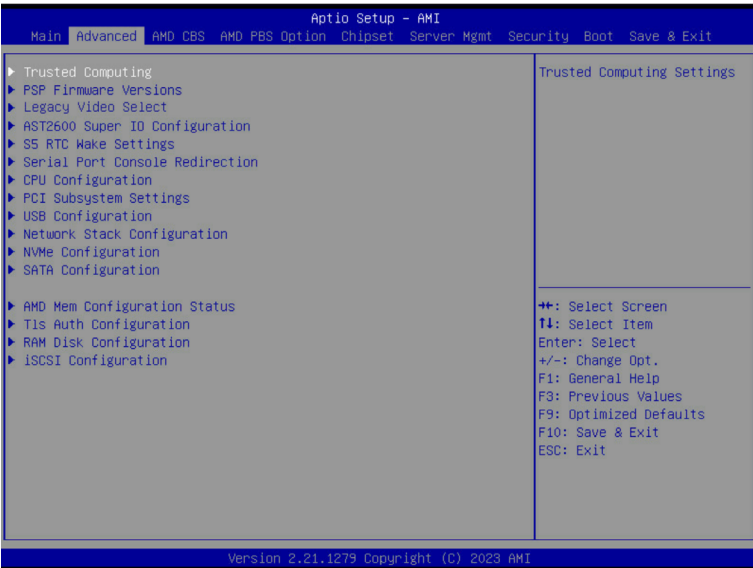 Aptio Setup - AMI
Main Advanced AMD CBS AMD PBS Option Chipset Server Mgmt Security Boot Save & Exit
Trusted Computing
PSP Firmware Versions
Legacy Video Select
AST2600 Super IO Configuration
S5 RTC Wake Settings
Serial Port Console Redirection
CPU Configuration
PCI Subsystem Settings
USB Configuration
Network Stack Configuration
NVMe Configuration
SATA Configuration
AMD Mem Configuration Status
Tls Auth Configuration
RAM Disk Configuration
iSCSI Configuration
Trusted Computing Settings
→←: Select Screen
↑↓: Select Item
Enter: Select
+/-: Change Opt.
F1: General Help
F3: Previous Values
F9: Optimized Defaults
F10: Save & Exit
ESC: Exit
Version 2.21.1279 Copyright (C) 2023 AMI